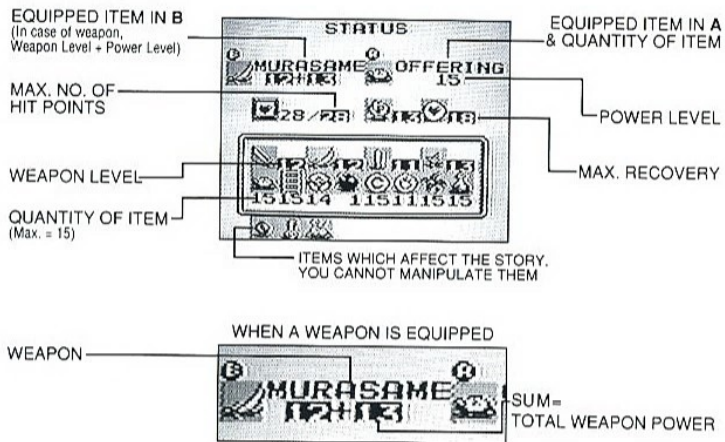 EQUIPPED ITEM IN B
(In case of weapon,
Weapon Level + Power Level)
EQUIPPED ITEM IN A
& QUANTITY OF ITEM
STATUS
B A
MURASAME OFFERING
12+13 15
MAX. NO. OF
HIT POINTS
28/28 P 13 18
POWER LEVEL
MAX. RECOVERY
WEAPON LEVEL
12 12 11 13
C
QUANTITY OF ITEM
(Max. = 15)
151514 115111515
ITEMS WHICH AFFECT THE STORY.
YOU CANNOT MANIPULATE THEM
WHEN A WEAPON IS EQUIPPED
WEAPON
B A
MURASAME
12+13
SUM=
TOTAL WEAPON POWER